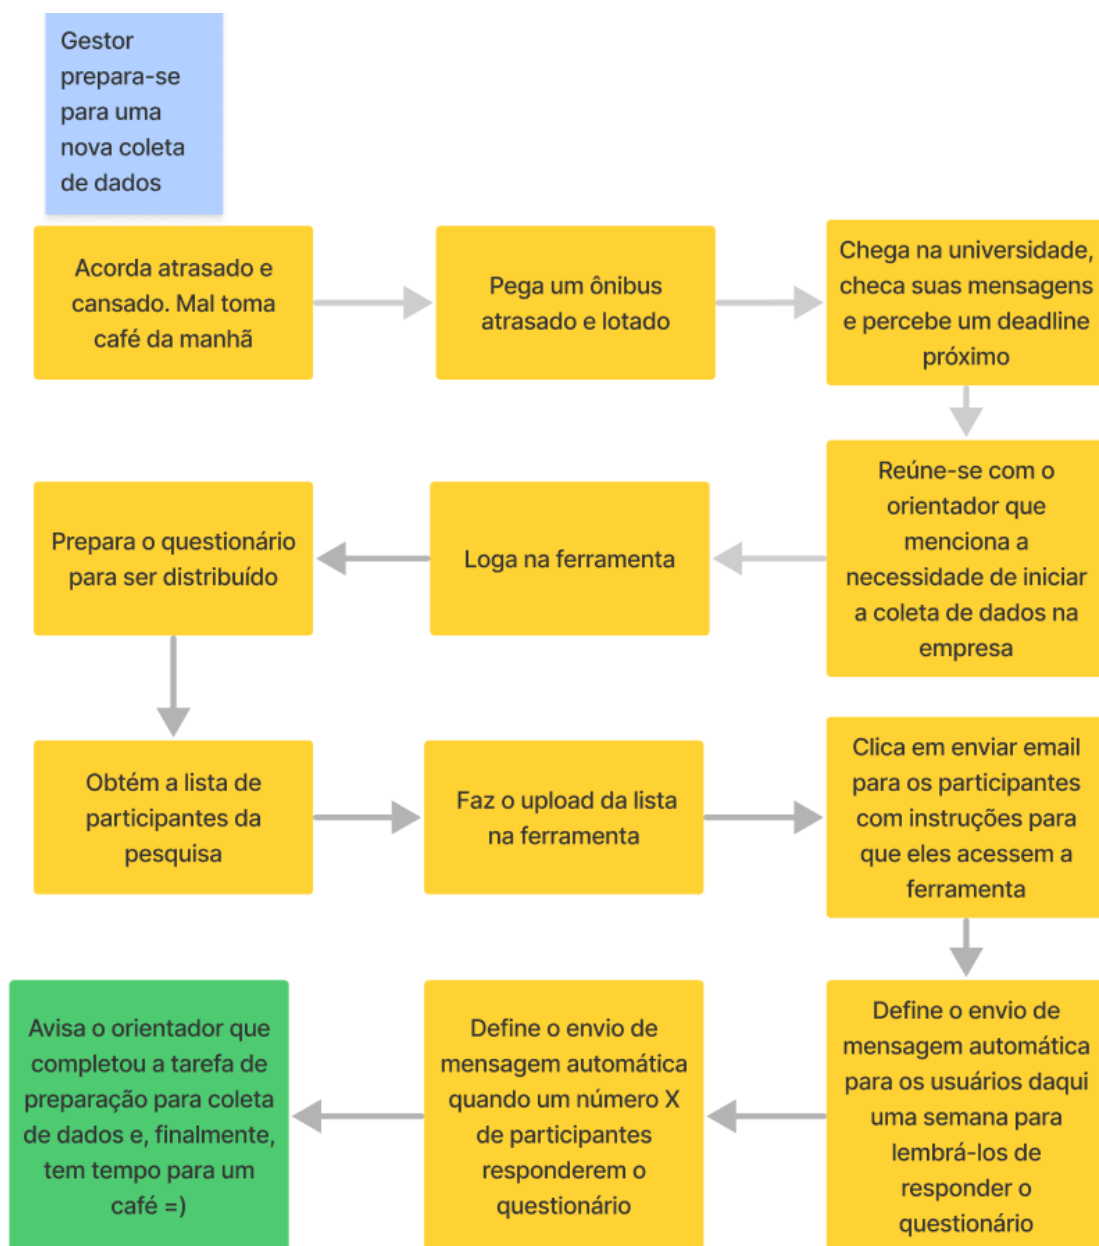 Gestor
prepara-se
para uma
nova coleta
de dados
Acorda atrasado e
cansado. Mal toma
café da manhã
Pega um ônibus
atrasado e lotado
Chega na universidade,
checa suas mensagens
e percebe um deadline
próximo
Reúne-se com o
orientador que
menciona a
necessidade de iniciar
a coleta de dados na
empresa
Loga na ferramenta
Prepara o questionário
para ser distribuído
Obtém a lista de
participantes da
pesquisa
Faz o upload da lista
na ferramenta
Clica em enviar email
para os participantes
com instruções para
que eles acessem a
ferramenta
Define o envio de
mensagem automática
para os usuários daqui
uma semana para
lembrá-los de
responder o
questionário
Define o envio de
mensagem automática
quando um número X
de participantes
responderem o
questionário
Avisa o orientador que
completou a tarefa de
preparação para coleta
de dados e, finalmente,
tem tempo para um
café =)